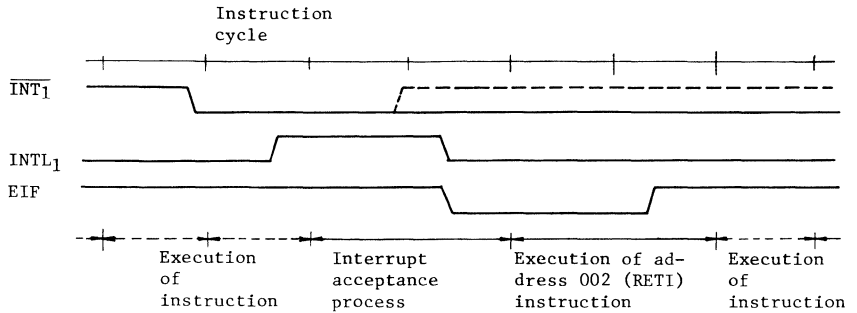 Instruction
cycle
INT1
INTL1
EIF
Execution
of
instruction
Interrupt
acceptance
process
Execution of ad-
dress 002 (RETI)
instruction
Execution
of
instruction